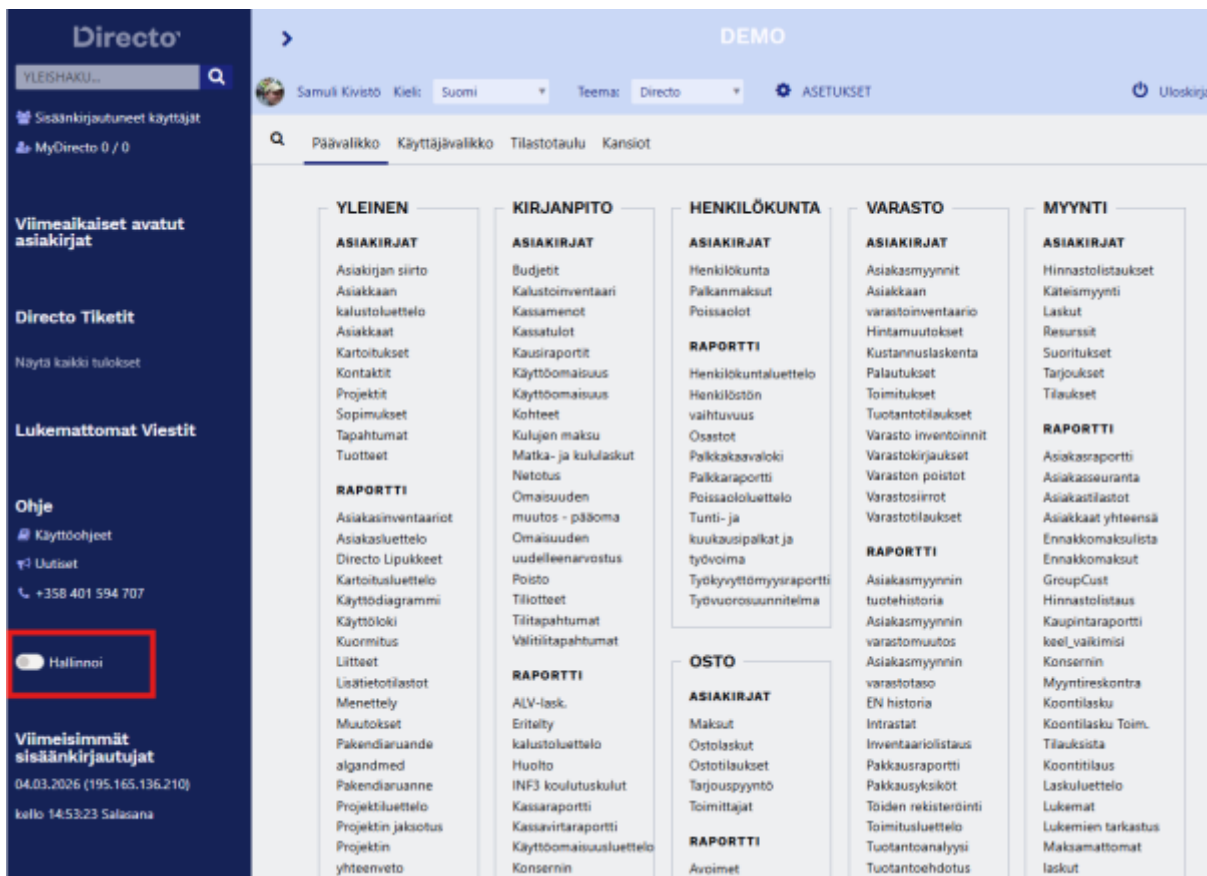 Directo
YLEISHAKU...
Sisäänkirjautuneet käyttäjät
MyDirecto 0 / 0
Viimeaikaiset avatut
asiakirjat
Directo Tiketit
Näytä kaikki tulokset
Lukemattomat Viestit
Ohje
Käyttöohjeet
Uutiset
+358 401 594 707
Hallinnoi
Viimeisimmät
sisäänkirjautujat
04.03.2026 (195.165.136.210)
kello 14:53:23 Salasana
DEMO
Samuli Kivistö Kieli: Suomi Teema: Directo ASETUKSET Uloskirja
Päävalikko Käyttäjävalikko Tilastotaulu Kansiot
YLEINEN
ASIAKIRJAT
Asiakirjan siirto
Asiakkaan
kalustoluettelo
Asiakkaat
Kartoitukset
Kontaktit
Projektit
Sopimukset
Tapahtumat
Tuotteet
RAPORTTI
Asiakasinventaariot
Asiakasluettelo
Directo Lipukkeet
Kartoitusluettelo
Käyttödiagrammi
Käyttöloki
Kuormitus
Liitteet
Lisätietotilastot
Menettely
Muutokset
Pakendiaruande
algandmed
Pakendiaruanne
Projektiluettelo
Projektin jaksotus
Projektin
yhteenveto
KIRJANPITO
ASIAKIRJAT
Budjetit
Kalustoinventaari
Kassamenot
Kassatulot
Kausiraportit
Käyttöomaisuus
Käyttöomaisuus
Kohteet
Kulujen maksu
Matka- ja kululaskut
Netotus
Omaisuuden
muutos - pääoma
Omaisuuden
uudelleenarvostus
Poisto
Tiliotteet
Tilitapahtumat
Välitilitapahtumat
RAPORTTI
ALV-lask.
Eritelty
kalustoluettelo
Huolto
INF3 koulutuskulut
Kassaraportti
Kassavirtaraportti
Käyttöomaisuusluettelo
Konsernin
HENKILÖKUNTA
ASIAKIRJAT
Henkilökunta
Palkanmaksut
Poissaolot
RAPORTTI
Henkilökuntaluettelo
Henkilöstön
vaihtuvuus
Osastot
Palkkakaavaloki
Palkkaraportti
Poissaololuettelo
Tunti- ja
kuukausipalkat ja
työvoima
Työkyvyttömyysraportti
Työvuorosuunnitelma
OSTO
ASIAKIRJAT
Maksut
Ostolaskut
Ostotilaukset
Tarjouspyyntö
Toimittajat
RAPORTTI
Avoimet
VARASTO
ASIAKIRJAT
Asiakasmyynnit
Asiakkaan
varastoinventaario
Hintamuutokset
Kustannuslaskenta
Palautukset
Toimitukset
Tuotantotilaukset
Varasto inventoinnit
Varastokirjaukset
Varaston poistot
Varastosiirrot
Varastotilaukset
RAPORTTI
Asiakasmyynnin
tuotehistoria
Asiakasmyynnin
varastomuutos
Asiakasmyynnin
varastotaso
EN historia
Intrastat
Inventaariolistaus
Pakkausraportti
Pakkausyksiköt
Töiden rekisteröinti
Toimitusluettelo
Tuotantoanalyysi
Tuotantoehdotus
MYYNTI
ASIAKIRJAT
Hinnastolistaukset
Käteismyynti
Laskut
Resurssit
Suoritukset
Tarjoukset
Tilaukset
RAPORTTI
Asiakasraportti
Asiakasseuranta
Asiakastilastot
Asiakkaat yhteensä
Ennakkomaksulista
Ennakkomaksut
GroupCust
Hinnastolistaus
Kaupintaraportti
keel_vaikimisi
Konsernin
Myyntireskontra
Koontilasku
Koontilasku Toim.
Tilauksista
Koontitilaus
Laskuluettelo
Lukemat
Lukemien tarkastus
Maksamattomat
laskut